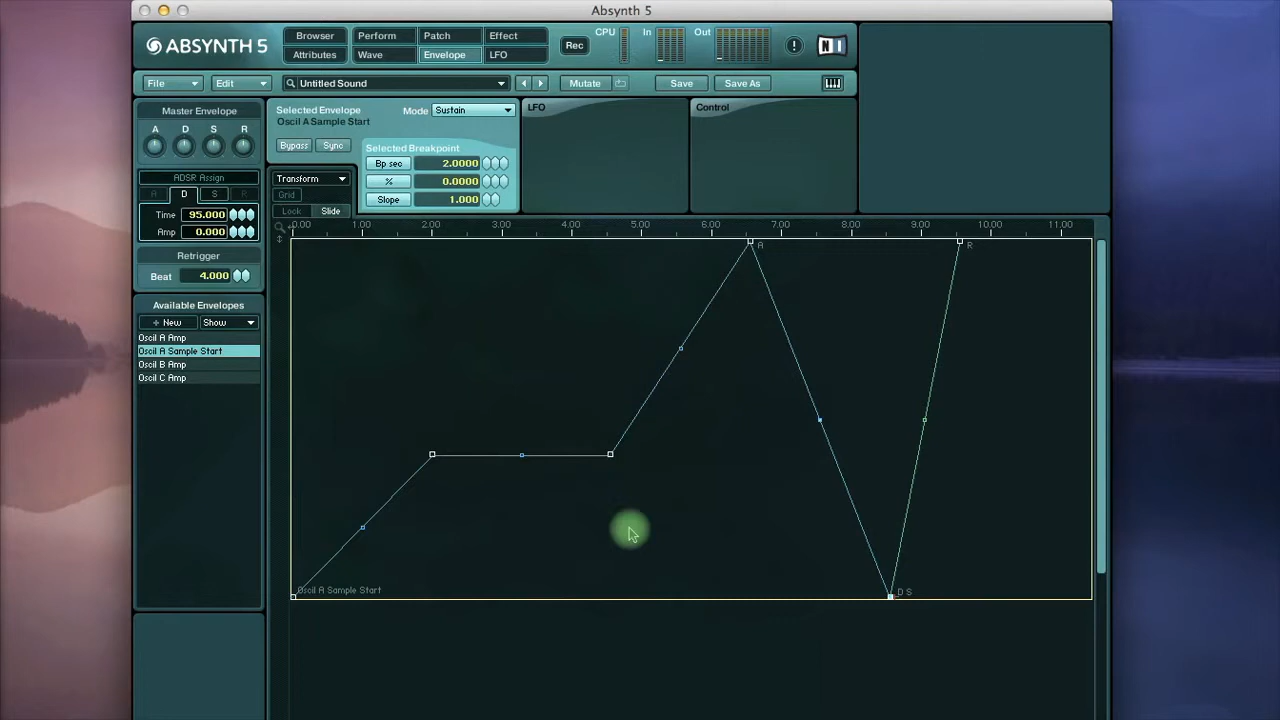 Absynth 5
ABSYNTH 5
Browser
Perform
Patch
Effect
Attributes
Wave
Envelope
LFO
Rec
CPU
In
Out
!
N I
File
Edit
Untitled Sound
Mutate
Save
Save As
Master Envelope
A D S R
ADSR Assign
A D S R
Time 95.000
Amp 0.000
Retrigger
Beat 4.000
Available Envelopes
+ New
Show
Oscil A Amp
Oscil A Sample Start
Oscil B Amp
Oscil C Amp
Selected Envelope
Oscil A Sample Start
Mode Sustain
Bypass
Sync
Selected Breakpoint
Bp sec 2.0000
% 0.0000
Slope 1.000
Transform
Grid
Lock
Slide
LFO
Control
0.00 1.00 2.00 3.00 4.00 5.00 6.00 7.00 8.00 9.00 10.00 11.00
A
R
Oscil A Sample Start
D S